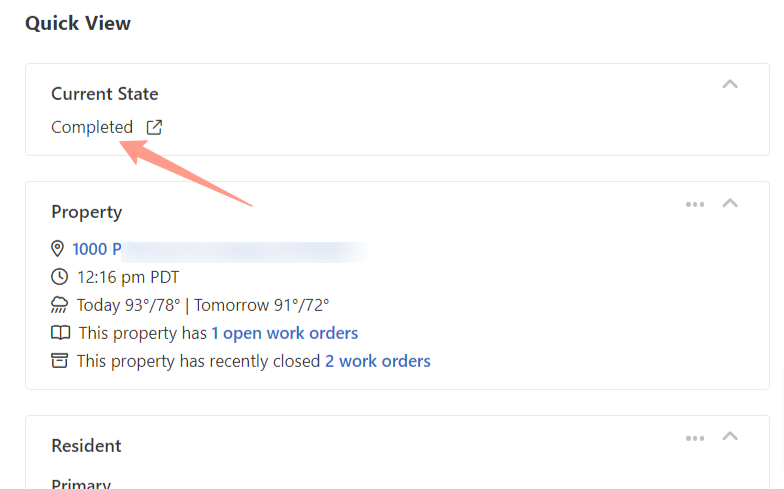 Quick View
Current State
Completed
Property
1000
12:16 pm PDT
Today 93°/78° | Tomorrow 91°/72°
This property has 1 open work orders
This property has recently closed 2 work orders
Resident
Primary